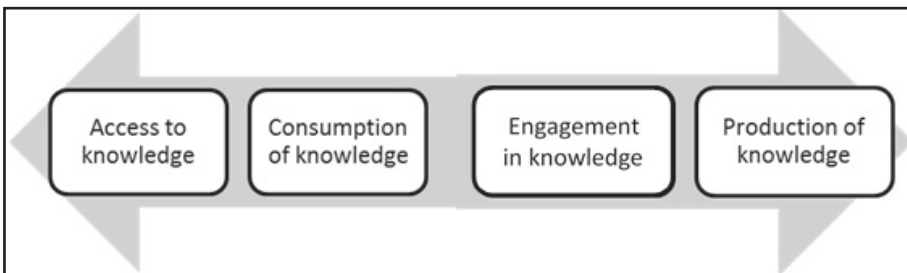 Access to
knowledge
Consumption
of knowledge
Engagement
in knowledge
Production of
knowledge